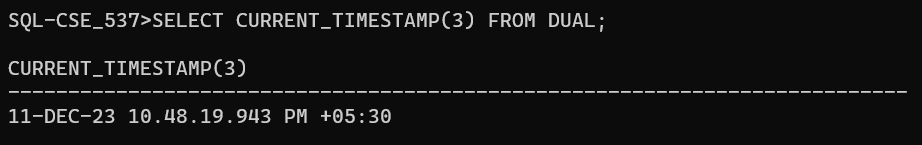 SQL-CSE_537>SELECT CURRENT_TIMESTAMP(3) FROM DUAL;
CURRENT_TIMESTAMP(3)
---------------------------------------------------------------------------
11-DEC-23 10.48.19.943 PM +05:30